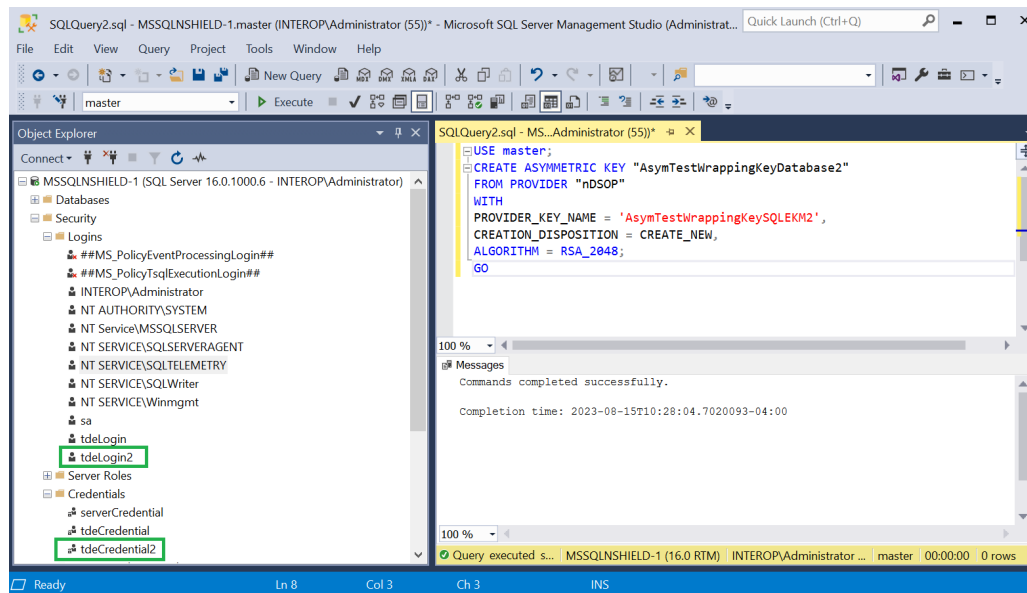 SQLQuery2.sql - MSSQLNSHIELD-1.master (INTEROP\Administrator (55))* - Microsoft SQL Server Management Studio (Administrat...
Quick Launch (Ctrl+Q)
File Edit View Query Project Tools Window Help
New Query
MDX DMX XMLA DAX
master
Execute
Object Explorer
Connect
MSSQLNSHIELD-1 (SQL Server 16.0.1000.6 - INTEROP\Administrator)
Databases
Security
Logins
##MS_PolicyEventProcessingLogin##
##MS_PolicyTsqlExecutionLogin##
INTEROP\Administrator
NT AUTHORITY\SYSTEM
NT Service\MSSQLSERVER
NT SERVICE\SQLSERVERAGENT
NT SERVICE\SQLTELEMETRY
NT SERVICE\SQLWriter
NT SERVICE\Winmgmt
sa
tdeLogin
tdeLogin2
Server Roles
Credentials
serverCredential
tdeCredential
tdeCredential2
SQLQuery2.sql - MS...Administrator (55))*
USE master;
CREATE ASYMMETRIC KEY "AsymTestWrappingKeyDatabase2"
FROM PROVIDER "nDSOP"
WITH
PROVIDER_KEY_NAME = 'AsymTestWrappingKeySQLEKM2',
CREATION_DISPOSITION = CREATE_NEW,
ALGORITHM = RSA_2048;
GO
100 %
Messages
Commands completed successfully.
Completion time: 2023-08-15T10:28:04.7020093-04:00
100 %
Query executed s... MSSQLNSHIELD-1 (16.0 RTM) INTEROP\Administrator ... master 00:00:00 0 rows
Ready Ln 8 Col 3 Ch 3 INS